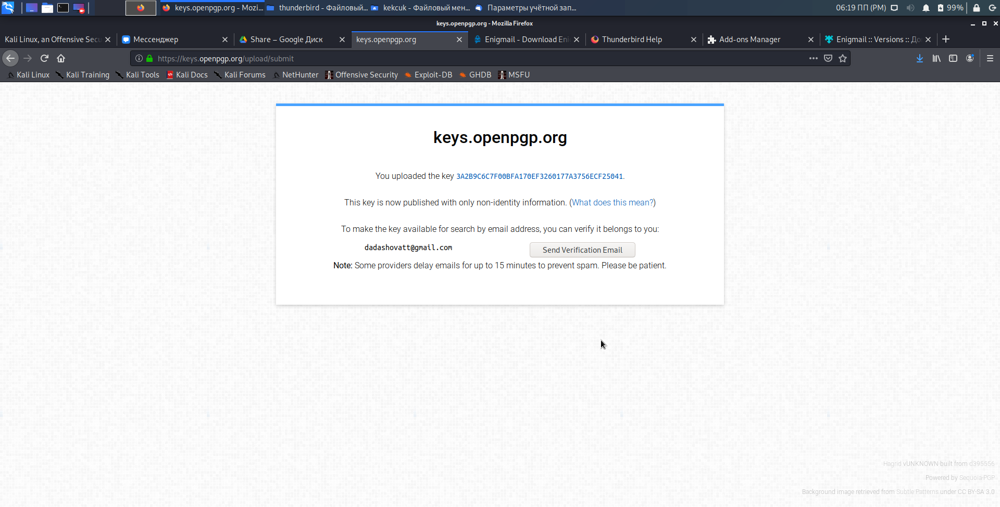 keys.openpgp.org - Mozi...
thunderbird - Файловый...
kekcuk - Файловый мен...
Параметры учётной зап...
06:19 ПП (PM)
99%
keys.openpgp.org - Mozilla Firefox
Kali Linux, an Offensive Secu
Мессенджер
Share – Google Диск
keys.openpgp.org
Enigmail - Download Eni
Thunderbird Help
Add-ons Manager
Enigmail :: Versions :: До
https://keys.openpgp.org/upload/submit
Kali Linux
Kali Training
Kali Tools
Kali Docs
Kali Forums
NetHunter
Offensive Security
Exploit-DB
GHDB
MSFU
keys.openpgp.org
You uploaded the key 3A2B9C6C7F00BFA170EF3260177A3756ECF25041.
This key is now published with only non-identity information. (What does this mean?)
To make the key available for search by email address, you can verify it belongs to you:
dadashovatt@gmail.com
Send Verification Email
Note: Some providers delay emails for up to 15 minutes to prevent spam. Please be patient.
Hagrid vUNKNOWN built from d395556
Powered by Sequoia-PGP
Background image retrieved from Subtle Patterns under CC BY-SA 3.0